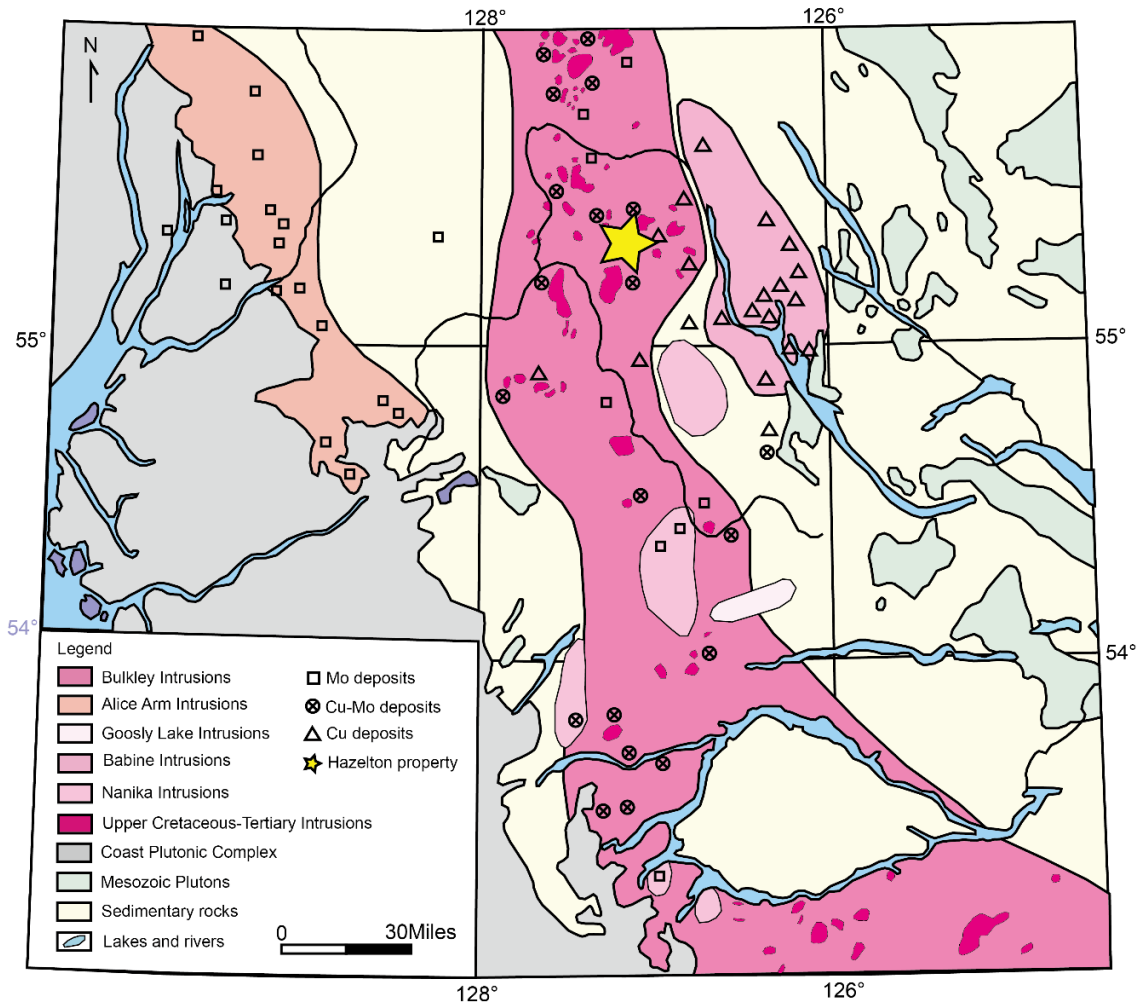 128°
126°
N
55°
55°
54°
54°
Legend
Bulkley Intrusions
Alice Arm Intrusions
Goosly Lake Intrusions
Babine Intrusions
Nanika Intrusions
Upper Cretaceous-Tertiary Intrusions
Coast Plutonic Complex
Mesozoic Plutons
Sedimentary rocks
Lakes and rivers
Mo deposits
Cu-Mo deposits
Cu deposits
Hazelton property
0 30Miles
128°
126°